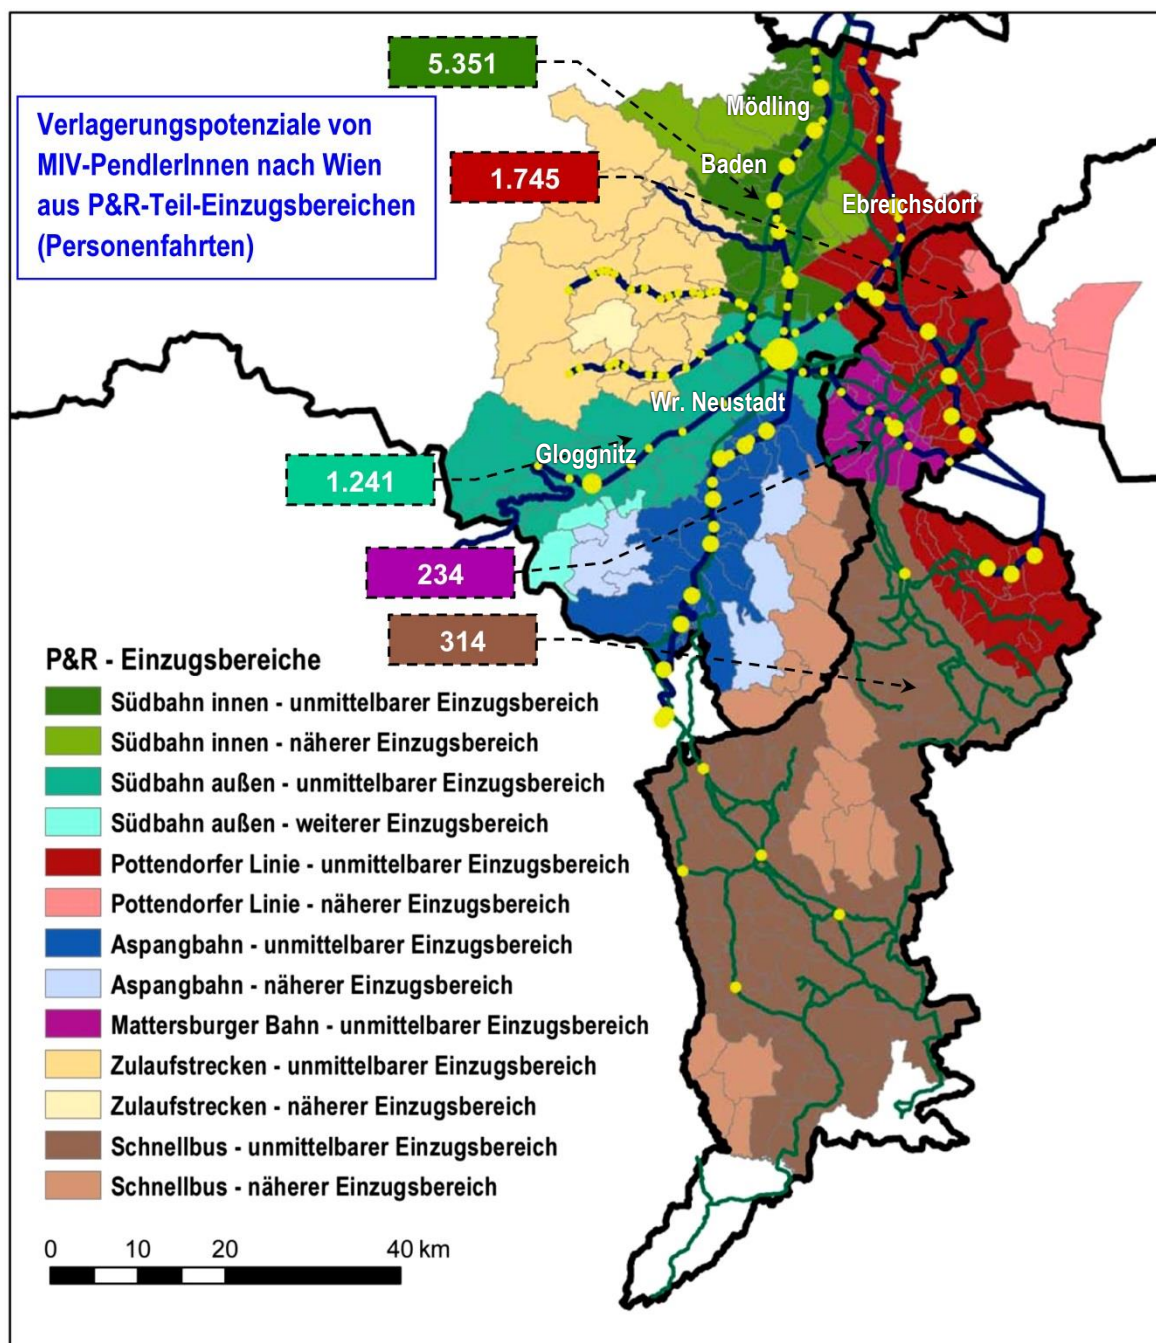 5.351
Verlagerungspotenziale von
MIV-PendlerInnen nach Wien
aus P&R-Teil-Einzugsbereichen
(Personenfahrten)
Mödling
Baden
1.745
Ebreichsdorf
Wr. Neustadt
Gloggnitz
1.241
234
314
P&R - Einzugsbereiche
Südbahn innen - unmittelbarer Einzugsbereich
Südbahn innen - näherer Einzugsbereich
Südbahn außen - unmittelbarer Einzugsbereich
Südbahn außen - weiterer Einzugsbereich
Pottendorfer Linie - unmittelbarer Einzugsbereich
Pottendorfer Linie - näherer Einzugsbereich
Aspangbahn - unmittelbarer Einzugsbereich
Aspangbahn - näherer Einzugsbereich
Mattersburger Bahn - unmittelbarer Einzugsbereich
Zulaufstrecken - unmittelbarer Einzugsbereich
Zulaufstrecken - näherer Einzugsbereich
Schnellbus - unmittelbarer Einzugsbereich
Schnellbus - näherer Einzugsbereich
0 10 20 40 km